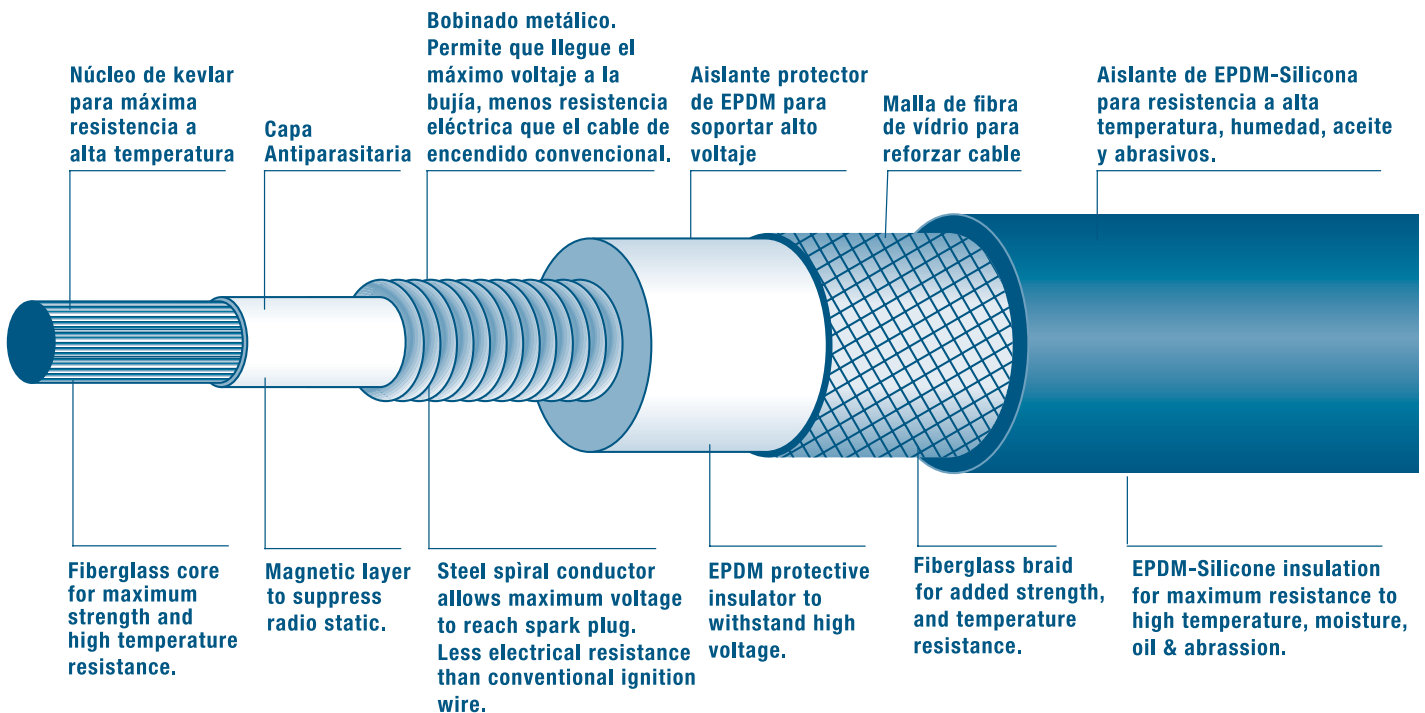 Núcleo de kevlar
para máxima
resistencia a
alta temperatura
Capa
Antiparasitaria
Bobinado metálico.
Permite que llegue el
máximo voltaje a la
bujía, menos resistencia
eléctrica que el cable de
encendido convencional.
Aislante protector
de EPDM para
soportar alto
voltaje
Malla de fibra
de vídrio para
reforzar cable
Aislante de EPDM-Silicona
para resistencia a alta
temperatura, humedad, aceite
y abrasivos.
Fiberglass core
for maximum
strength and
high temperature
resistance.
Magnetic layer
to suppress
radio static.
Steel spìral conductor
allows maximum voltage
to reach spark plug.
Less electrical resistance
than conventional ignition
wire.
EPDM protective
insulator to
withstand high
voltage.
Fiberglass braid
for added strength,
and temperature
resistance.
EPDM-Silicone insulation
for maximum resistance to
high temperature, moisture,
oil & abrassion.